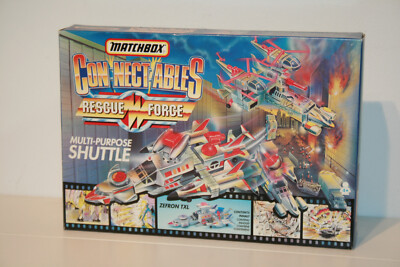 MATCHBOX
CON·NECT·ABLES
RESCUE FORCE
MULTI-PURPOSE
SHUTTLE
ZEFRON TXL